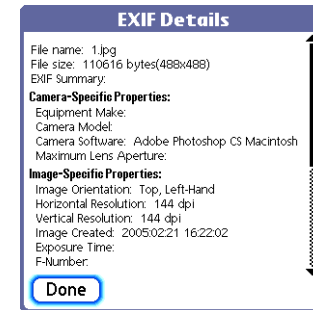 EXIF Details
File name: 1.jpg
File size: 110616 bytes(488x488)
EXIF Summary:
Camera-Specific Properties:
Equipment Make:
Camera Model:
Camera Software: Adobe Photoshop CS Macintosh
Maximum Lens Aperture:
Image-Specific Properties:
Image Orientation: Top, Left-Hand
Horizontal Resolution: 144 dpi
Vertical Resolution: 144 dpi
Image Created: 2005:02:21 16:22:02
Exposure Time:
F-Number:
Done